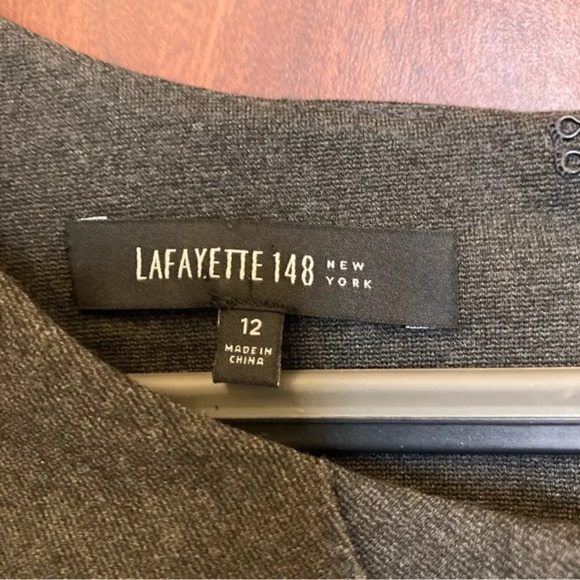 LAFAYETTE 148 NEW YORK
12
MADE IN
CHINA